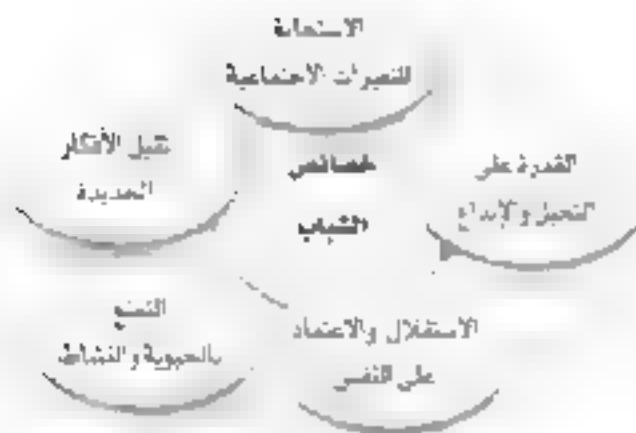 الاستجابة
للتغيرات الاجتماعية
خصائص
الشباب
القدرة على
التخيل والإبداع
تقبل الأفكار
الجديدة
الاستقلال والاعتماد
على النفس
التمتع
بالحيوية والنشاط